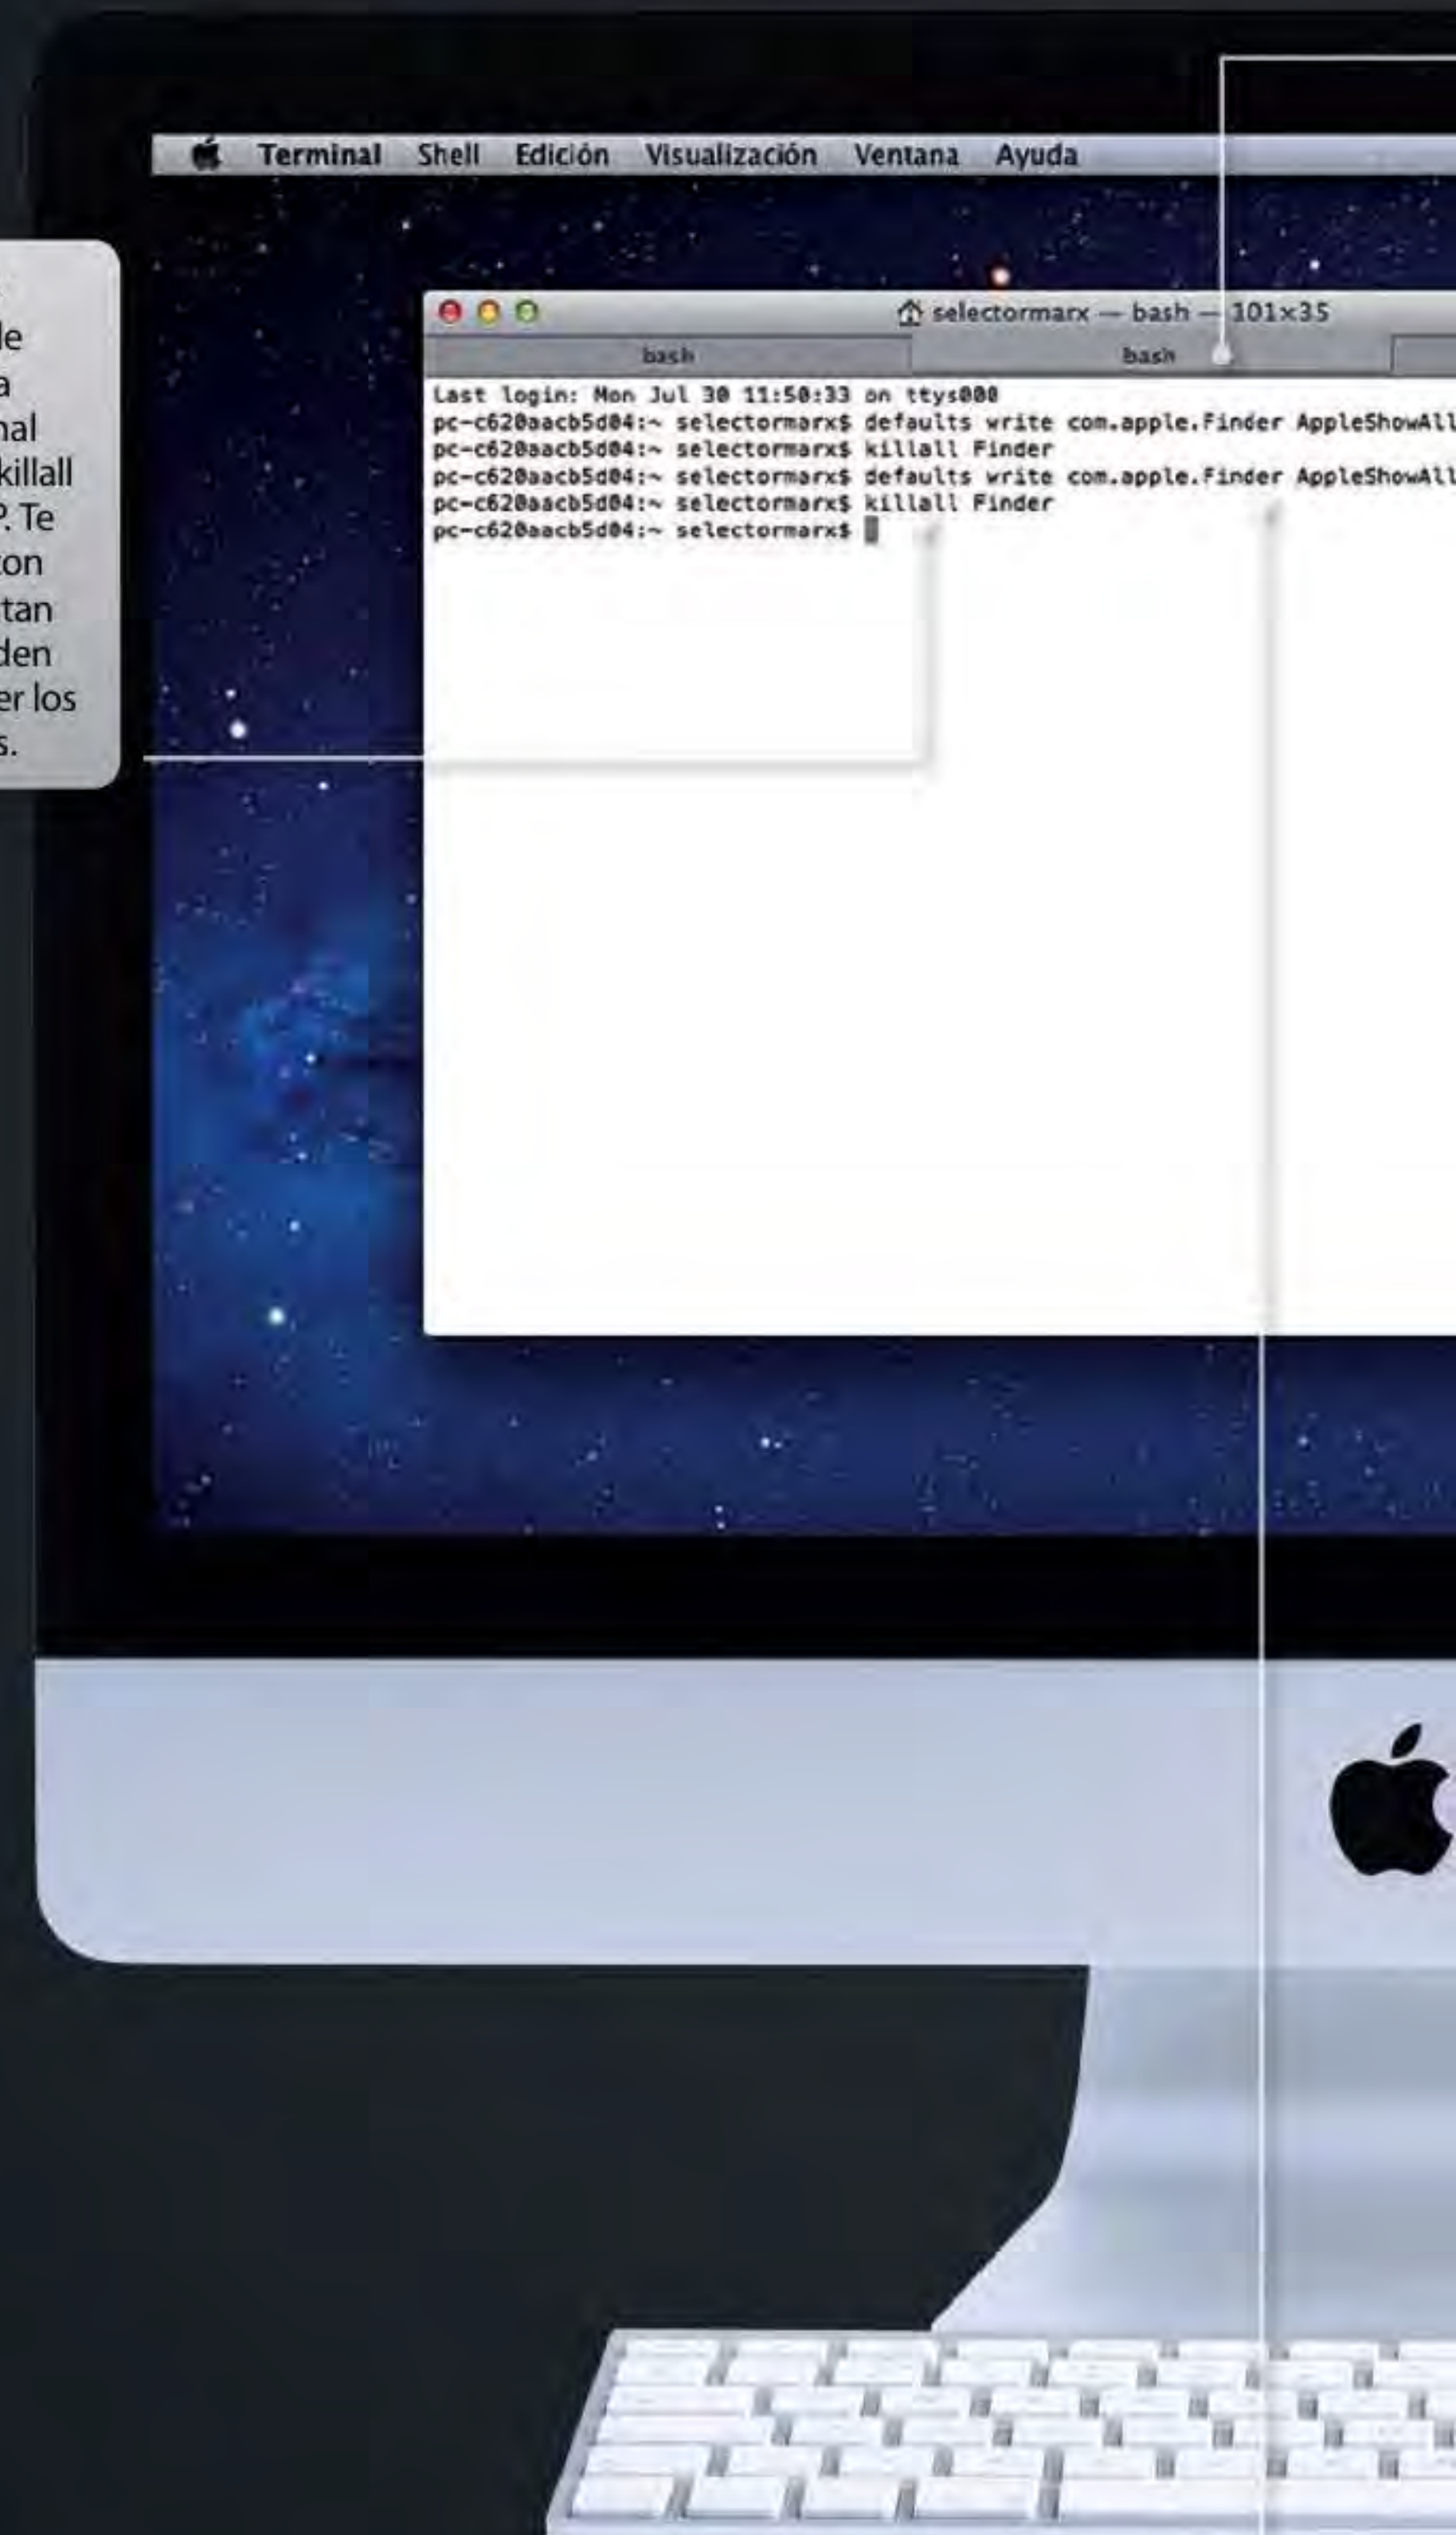 Terminal Shell Edición Visualización Ventana Ayuda
selectormarx — bash — 101×35
bash bash
Last login: Mon Jul 30 11:50:33 on ttys000
pc-c620aacb5d04:~ selectormarx$ defaults write com.apple.Finder AppleShowAll
pc-c620aacb5d04:~ selectormarx$ killall Finder
pc-c620aacb5d04:~ selectormarx$ defaults write com.apple.Finder AppleShowAll
pc-c620aacb5d04:~ selectormarx$ killall Finder
pc-c620aacb5d04:~ selectormarx$
le
a
nal
killall
P. Te
con
tan
den
er los
s.